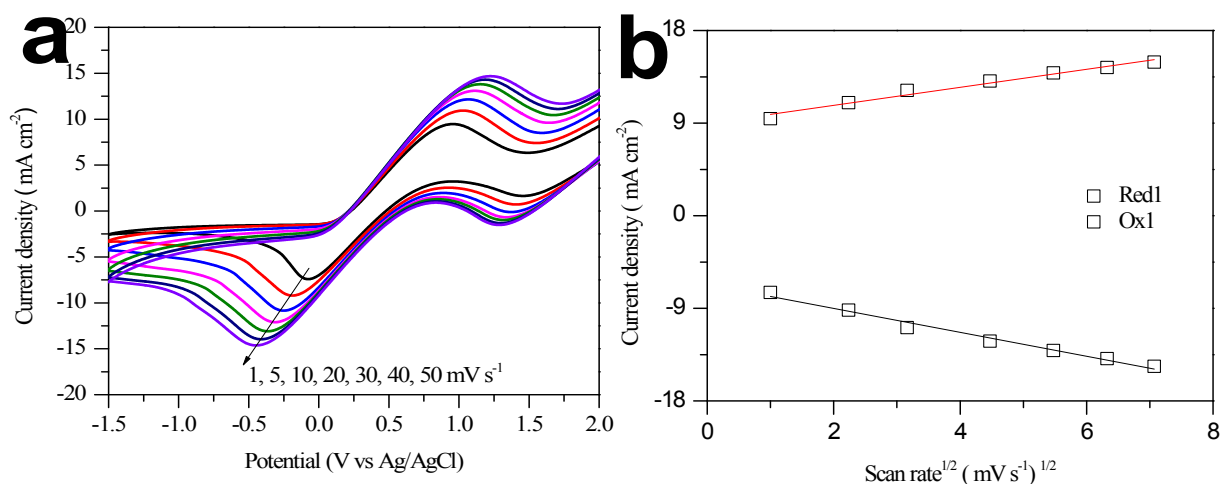 a
Current density ( mA cm-2)
20
15
10
5
0
-5
-10
-15
-20
1, 5, 10, 20, 30, 40, 50 mV s-1
-1.5 -1.0 -0.5 0.0 0.5 1.0 1.5 2.0
Potential (V vs Ag/AgCl)
b
Current density ( mA cm-2)
18
9
0
-9
-18
Red1
Ox1
0 2 4 6 8
Scan rate1/2 ( mV s-1) 1/2